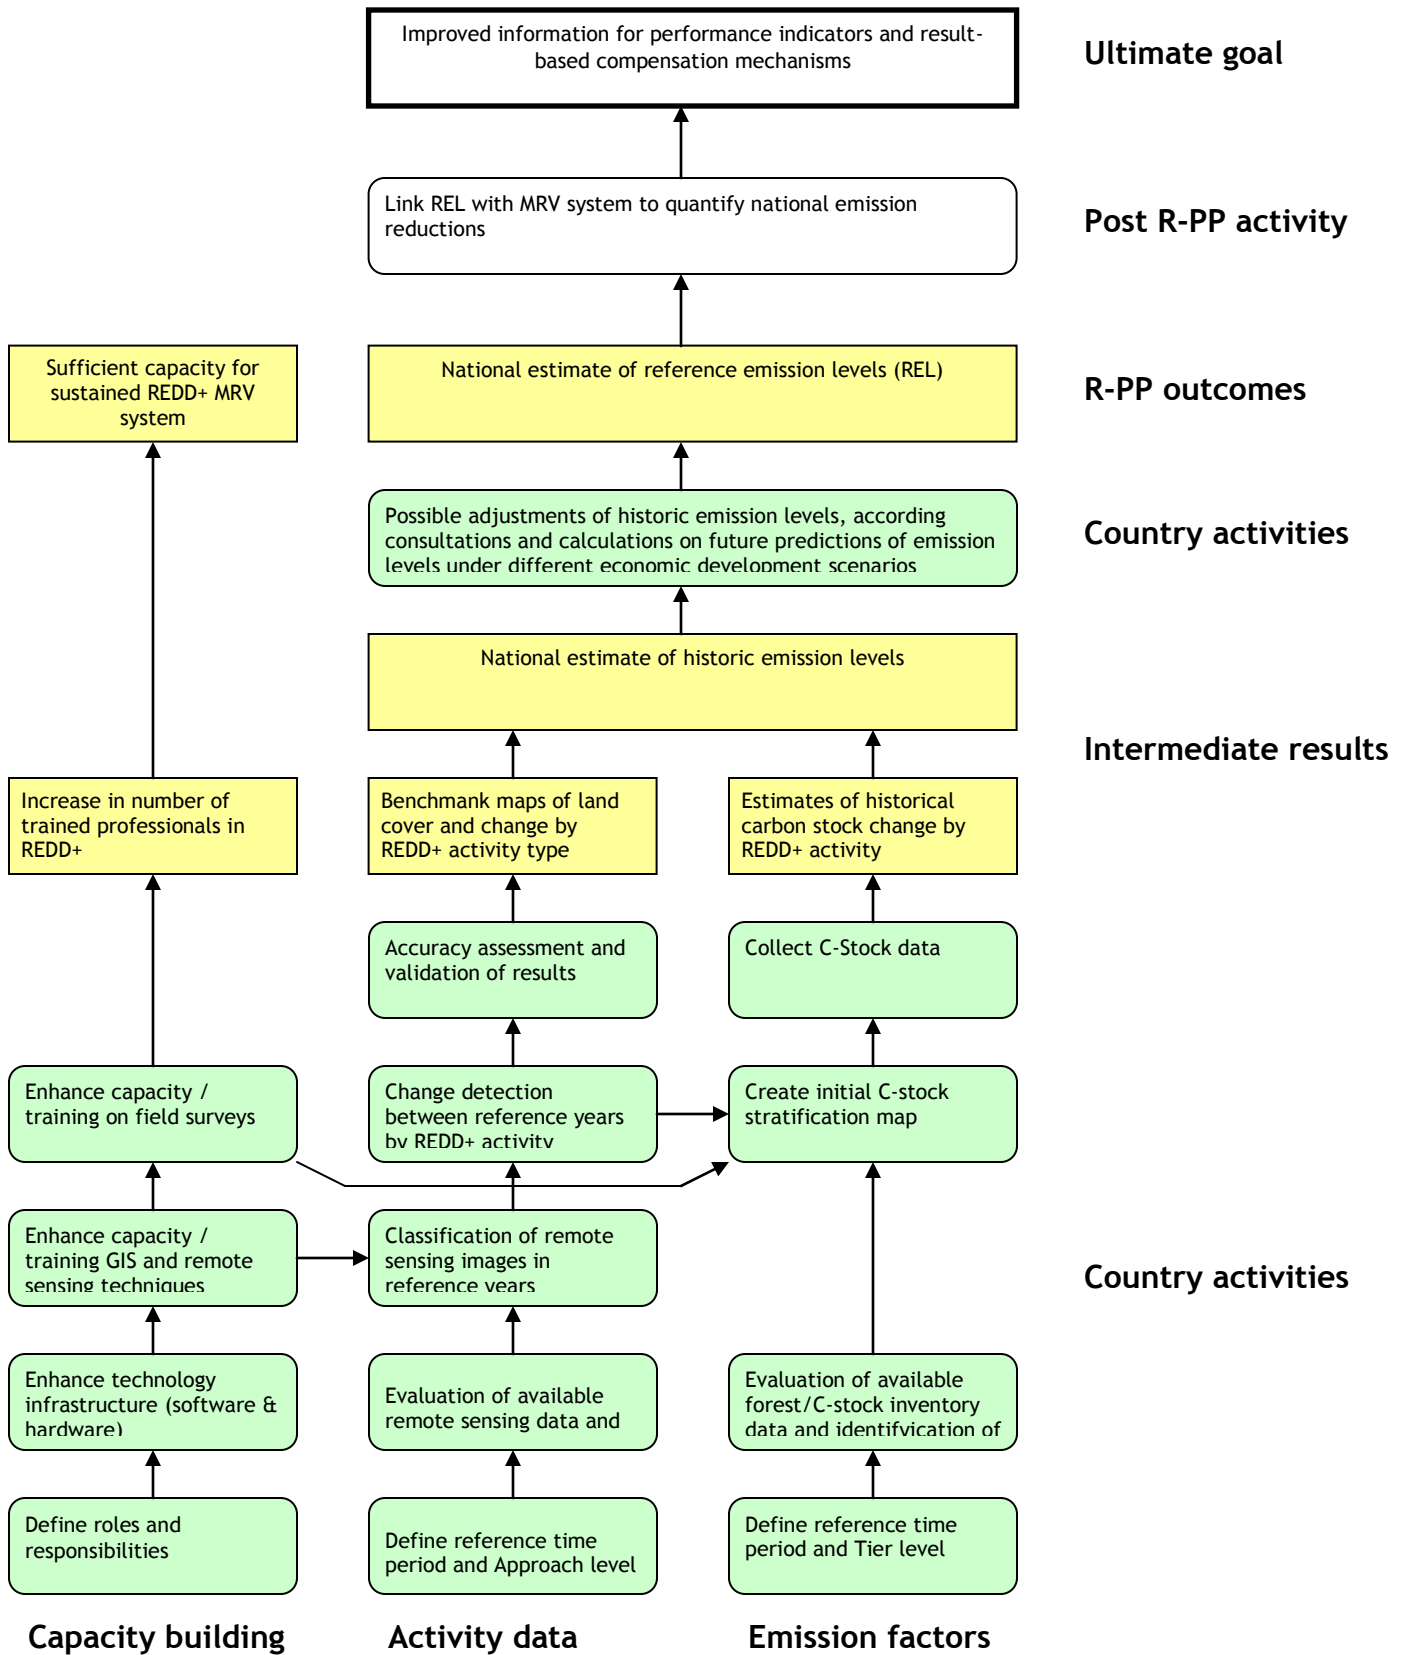 Improved information for performance indicators and result-
based compensation mechanisms
Ultimate goal
Link REL with MRV system to quantify national emission
reductions
Post R-PP activity
Sufficient capacity for
sustained REDD+ MRV
system
National estimate of reference emission levels (REL)
R-PP outcomes
Possible adjustments of historic emission levels, according
consultations and calculations on future predictions of emission
levels under different economic development scenarios
Country activities
National estimate of historic emission levels
Intermediate results
Increase in number of
trained professionals in
REDD+
Benchmank maps of land
cover and change by
REDD+ activity type
Estimates of historical
carbon stock change by
REDD+ activity
Accuracy assessment and
validation of results
Collect C-Stock data
Enhance capacity /
training on field surveys
Change detection
between reference years
by REDD+ activity
Create initial C-stock
stratification map
Enhance capacity /
training GIS and remote
sensing techniques
Classification of remote
sensing images in
reference years
Country activities
Enhance technology
infrastructure (software &
hardware)
Evaluation of available
remote sensing data and
Evaluation of available
forest/C-stock inventory
data and identifyication of
Define roles and
responsibilities
Define reference time
period and Approach level
Define reference time
period and Tier level
Capacity building
Activity data
Emission factors